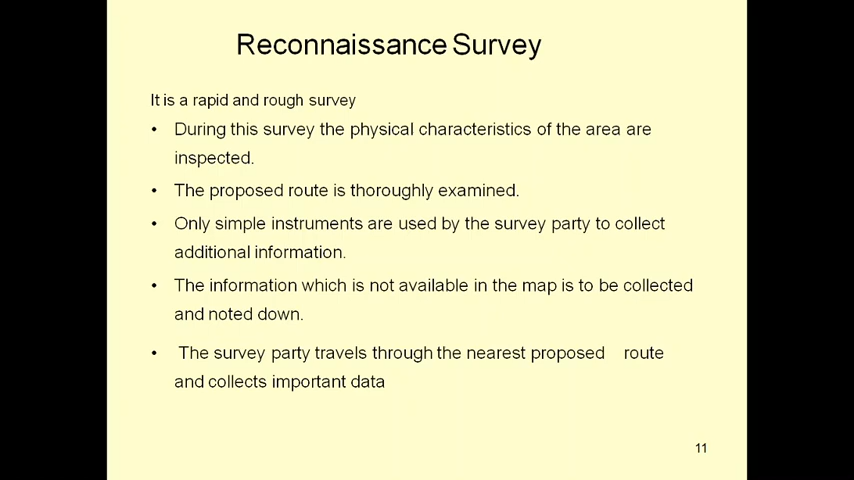 Reconnaissance Survey
It is a rapid and rough survey
• During this survey the physical characteristics of the area are
inspected.
• The proposed route is thoroughly examined.
• Only simple instruments are used by the survey party to collect
additional information.
• The information which is not available in the map is to be collected
and noted down.
• The survey party travels through the nearest proposed route
and collects important data
11